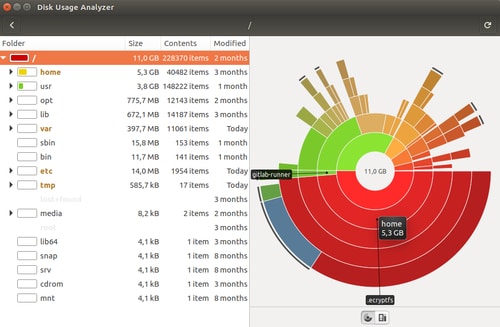 Disk Usage Analyzer
/
Folder Size Contents Modified
/ 11,0 GB 228370 items 2 months
home 5,3 GB 40482 items 3 months
usr 3,8 GB 148222 items 1 month
opt 775,7 MB 12143 items 2 months
lib 672,1 MB 14187 items 3 months
var 397,7 MB 11061 items Today
sbin 15,8 MB 153 items 1 month
bin 11,7 MB 141 items 1 month
etc 14,0 MB 1954 items Today
tmp 585,7 kB 17 items Today
lost+found 3 months
media 8,2 kB 2 items 2 months
root 3 months
lib64 4,1 kB 1 item 3 months
snap 4,1 kB 1 item 3 months
srv 4,1 kB 1 item 3 months
cdrom 4,1 kB 1 item 3 months
mnt 4,1 kB 1 item 3 months
11,0 GB
gitlab-runner
home
5,3 GB
.ecryptfs